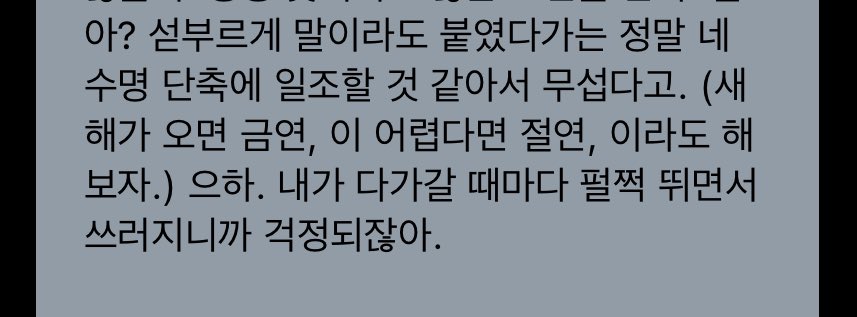 아? 섣부르게 말이라도 붙였다가는 정말 네
수명 단축에 일조할 것 같아서 무섭다고. (새
해가 오면 금연, 이 어렵다면 절연, 이라도 해
보자.) 으하. 내가 다가갈 때마다 펄쩍 뛰면서
쓰러지니까 걱정되잖아.